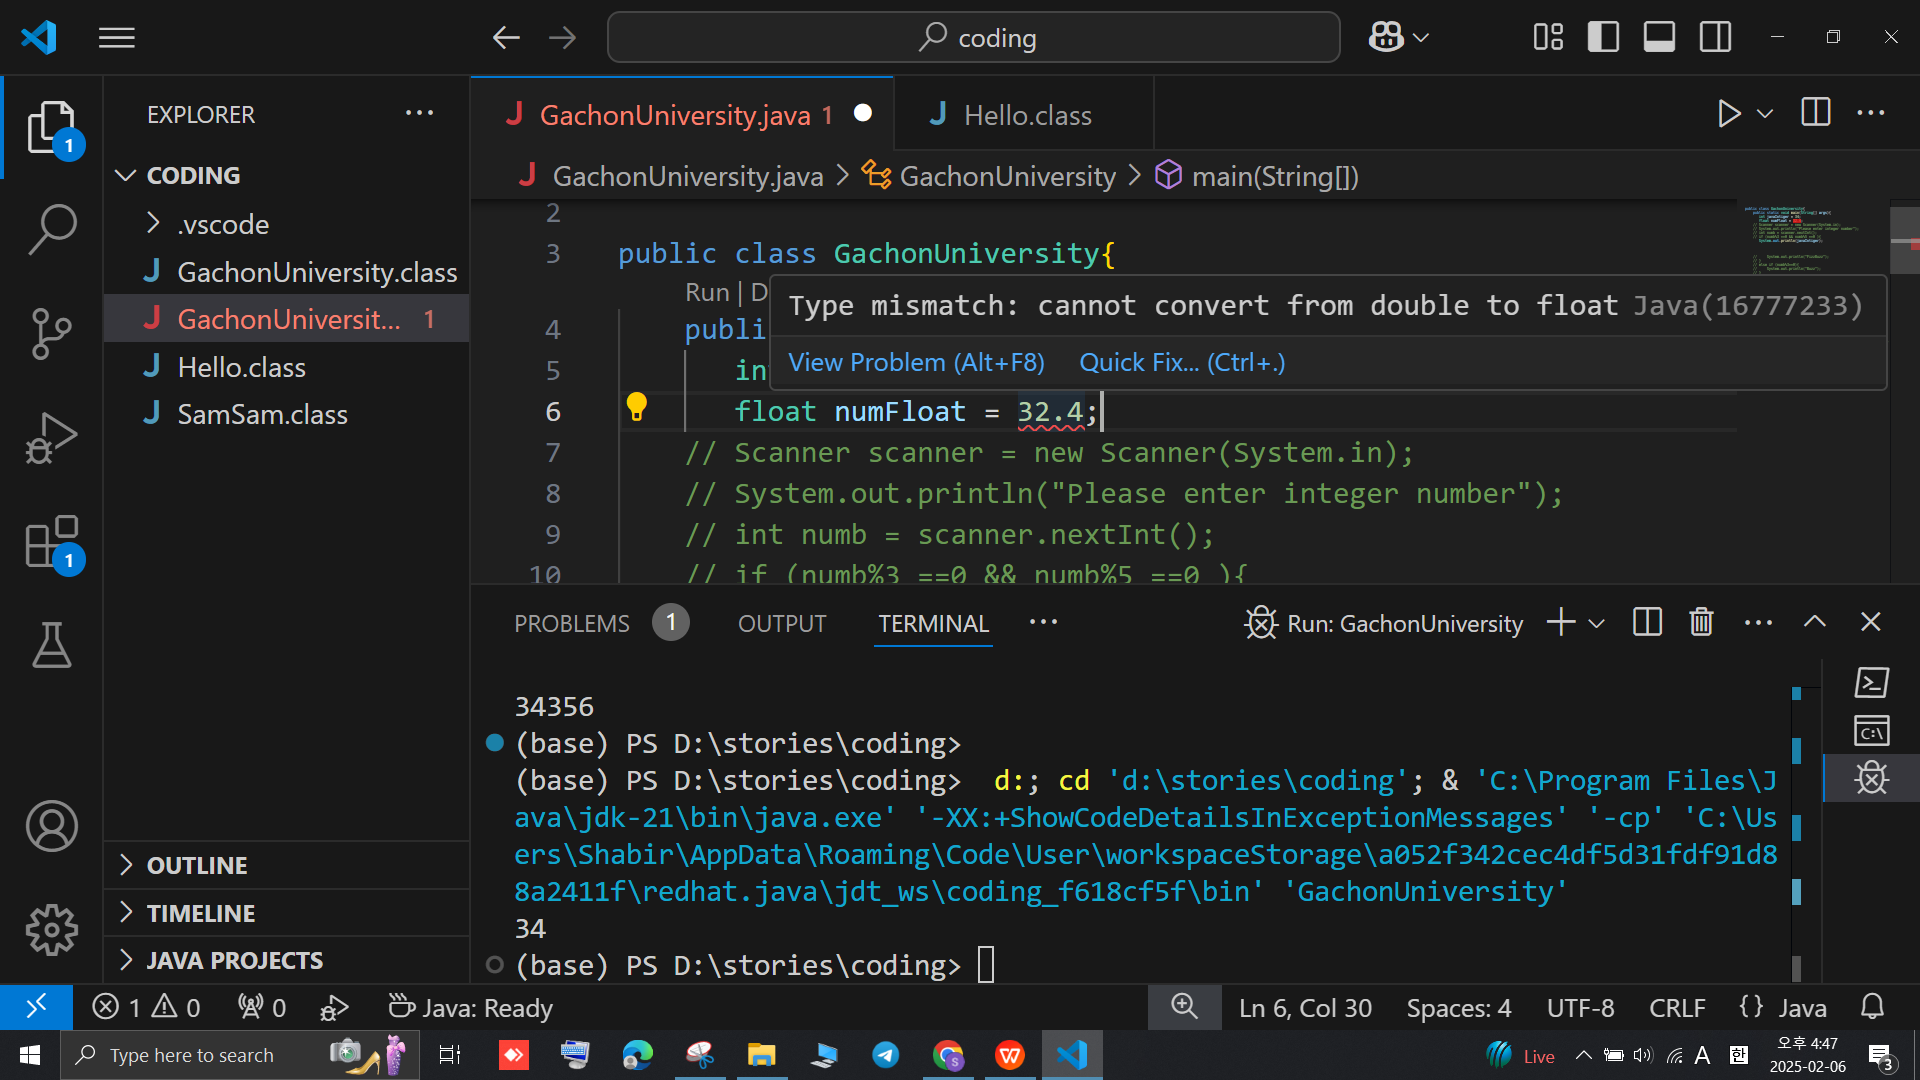 coding
EXPLORER
CODING
.vscode
GachonUniversity.class
GachonUniversit... 1
Hello.class
SamSam.class
OUTLINE
TIMELINE
JAVA PROJECTS
1
1
GachonUniversity.java 1
Hello.class
GachonUniversity.java > GachonUniversity > main(String[])
2
3 public class GachonUniversity{
Run | D
4 publi
5 in
Type mismatch: cannot convert from double to float Java(16777233)
View Problem (Alt+F8) Quick Fix... (Ctrl+.)
6 float numFloat = 32.4;
7 // Scanner scanner = new Scanner(System.in);
8 // System.out.println("Please enter integer number");
9 // int numb = scanner.nextInt();
10 // if (numb%3 ==0 && numb%5 ==0 ){
PROBLEMS 1 OUTPUT TERMINAL Run: GachonUniversity
34356
(base) PS D:\stories\coding>
(base) PS D:\stories\coding> d:; cd 'd:\stories\coding'; & 'C:\Program Files\J
ava\jdk-21\bin\java.exe' '-XX:+ShowCodeDetailsInExceptionMessages' '-cp' 'C:\Us
ers\Shabir\AppData\Roaming\Code\User\workspaceStorage\a052f342cec4df5d31fdf91d8
8a2411f\redhat.java\jdt_ws\coding_f618cf5f\bin' 'GachonUniversity'
34
(base) PS D:\stories\coding>
1 0 0 Java: Ready Ln 6, Col 30 Spaces: 4 UTF-8 CRLF {} Java
Type here to search
Live A 한 오후 4:47
2025-02-06 3